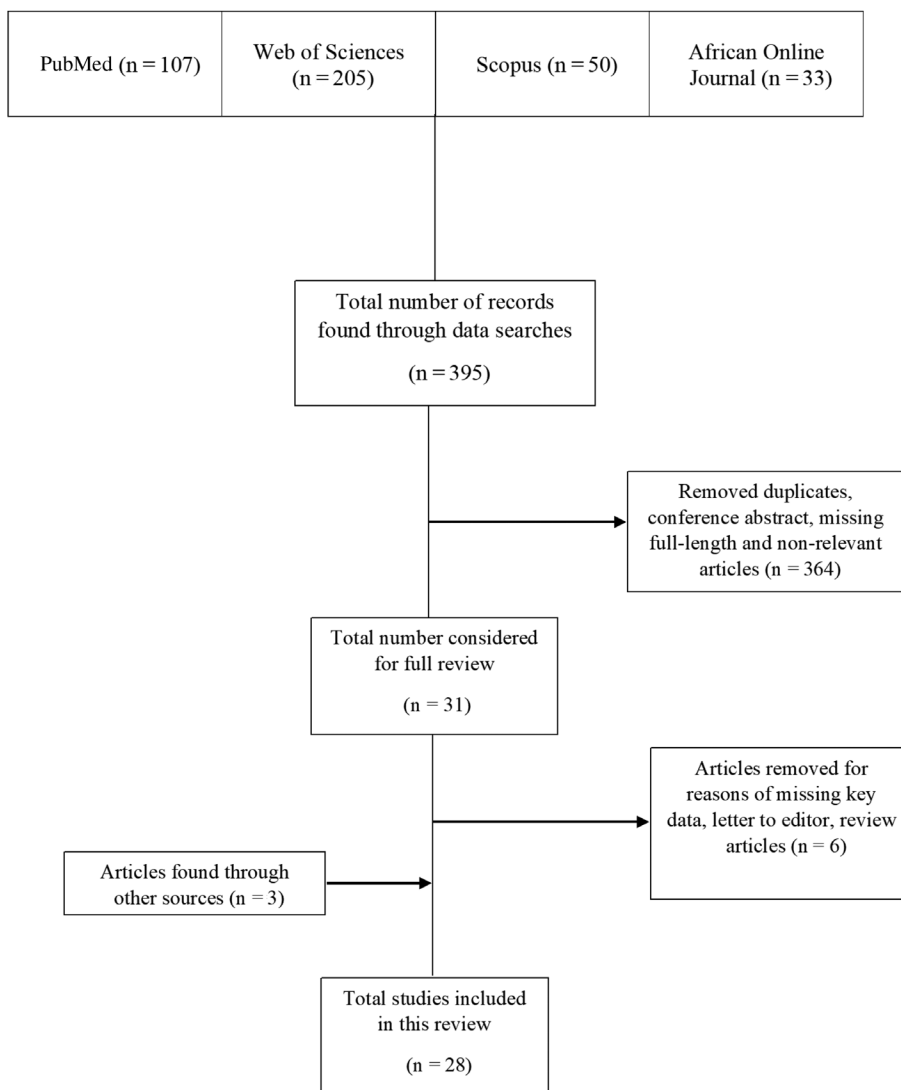 PubMed (n = 107)
Web of Sciences
(n = 205)
Scopus (n = 50)
African Online
Journal (n = 33)
Total number of records
found through data searches
(n = 395)
Removed duplicates,
conference abstract, missing
full-length and non-relevant
articles (n = 364)
Total number considered
for full review
(n = 31)
Articles removed for
reasons of missing key
data, letter to editor, review
articles (n = 6)
Articles found through
other sources (n = 3)
Total studies included
in this review
(n = 28)